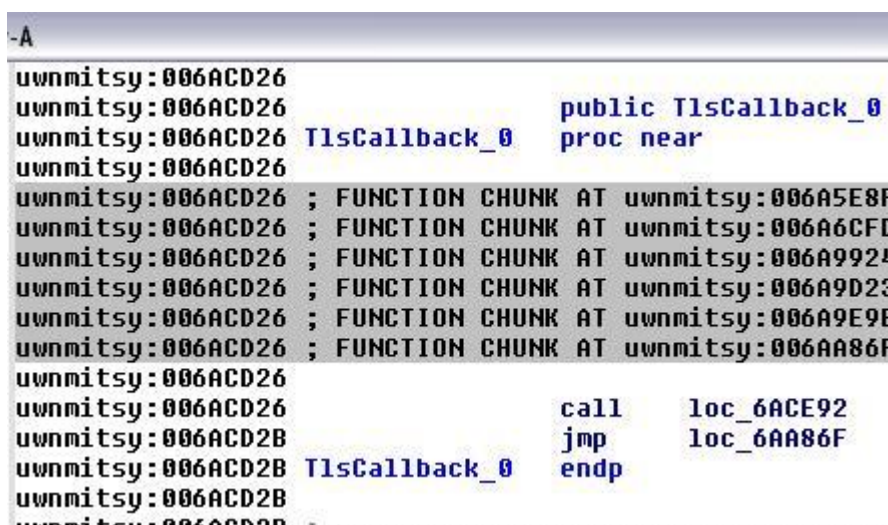 -A
uwnmitsy:006ACD26
uwnmitsy:006ACD26 public TlsCallback_0
uwnmitsy:006ACD26 TlsCallback_0 proc near
uwnmitsy:006ACD26
uwnmitsy:006ACD26 ; FUNCTION CHUNK AT uwnmitsy:006A5E8
uwnmitsy:006ACD26 ; FUNCTION CHUNK AT uwnmitsy:006A6CF
uwnmitsy:006ACD26 ; FUNCTION CHUNK AT uwnmitsy:006A992
uwnmitsy:006ACD26 ; FUNCTION CHUNK AT uwnmitsy:006A9D23
uwnmitsy:006ACD26 ; FUNCTION CHUNK AT uwnmitsy:006A9E9
uwnmitsy:006ACD26 ; FUNCTION CHUNK AT uwnmitsy:006AA86F
uwnmitsy:006ACD26
uwnmitsy:006ACD26 call loc_6ACE92
uwnmitsy:006ACD2B jmp loc_6AA86F
uwnmitsy:006ACD2B TlsCallback_0 endp
uwnmitsy:006ACD2B